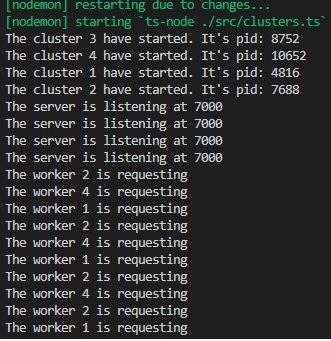 [nodemon] restarting due to changes...
[nodemon] starting `ts-node ./src/clusters.ts`
The cluster 3 have started. It's pid: 8752
The cluster 4 have started. It's pid: 10652
The cluster 1 have started. It's pid: 4816
The cluster 2 have started. It's pid: 7688
The server is listening at 7000
The server is listening at 7000
The server is listening at 7000
The server is listening at 7000
The worker 2 is requesting
The worker 4 is requesting
The worker 1 is requesting
The worker 2 is requesting
The worker 4 is requesting
The worker 1 is requesting
The worker 2 is requesting
The worker 4 is requesting
The worker 2 is requesting
The worker 1 is requesting